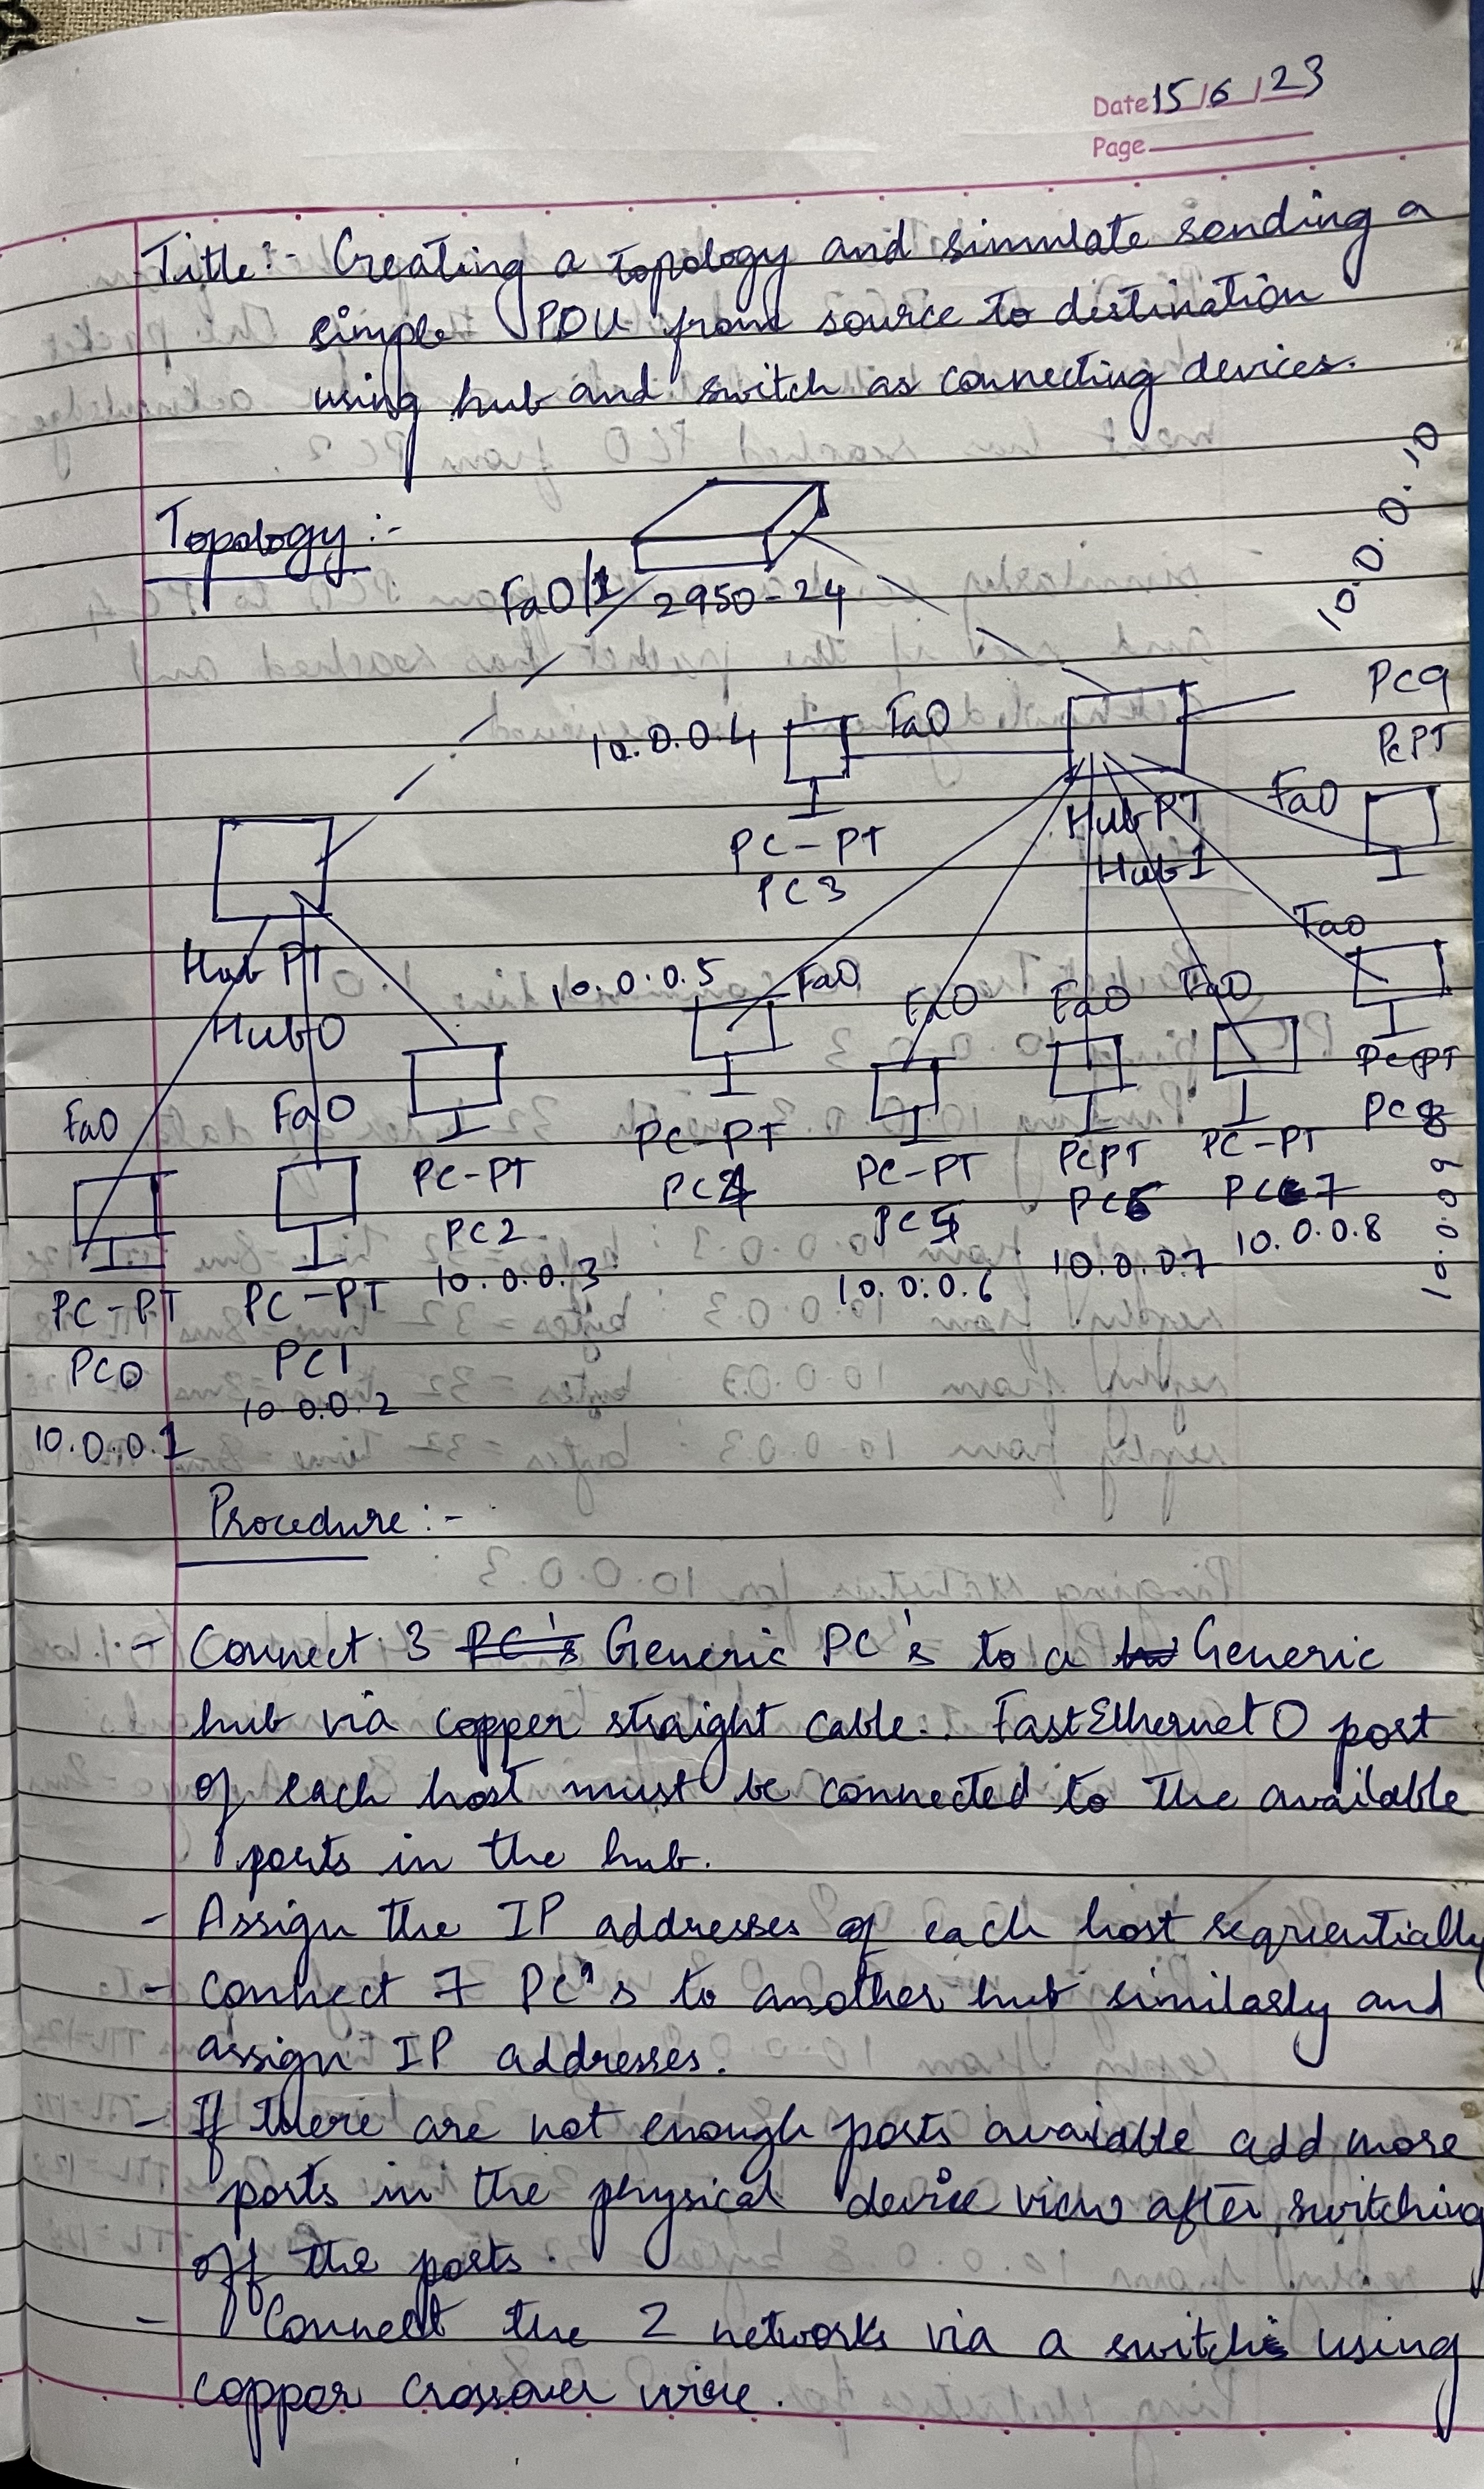 Date 15/6/23
Page
Title:- Creating a topology and simulate sending a
simple PDU from source to destination
using hub and switch as connecting devices.
Topology:-
10.0.0.10
Fa0/1 2950-24
PC9
PCPT
10.0.0.4 Fa0
Fa0
Hub PT
Hub1
PC-PT
PC3
Fa0
Hub PT
Hub0
10.0.0.5 Fa0 Fa0 Fa0 Fa0
PCPT
PC8
10.0.0.9
Fa0 Fa0
PC-PT
PC2
10.0.0.3
PC-PT
PC4
PC-PT
PC5
10.0.0.6
PCPT
PC6
10.0.0.7
PC-PT
PC7
10.0.0.8
PC-PT
PC0
10.0.0.1
PC-PT
PC1
10.0.0.2
Procedure:-
- Connect 3 PC's Generic PC's to a Generic
hub via copper straight cable. FastEthernet0 port
of each host must be connected to the available
ports in the hub.
- Assign the IP addresses of each host sequentially
- Connect 7 PC's to another hub similarly and
assign IP addresses.
- If there are not enough ports available add more
ports in the physical device view after switching
off the ports.
- Connect the 2 networks via a switch using
copper crossover wire.